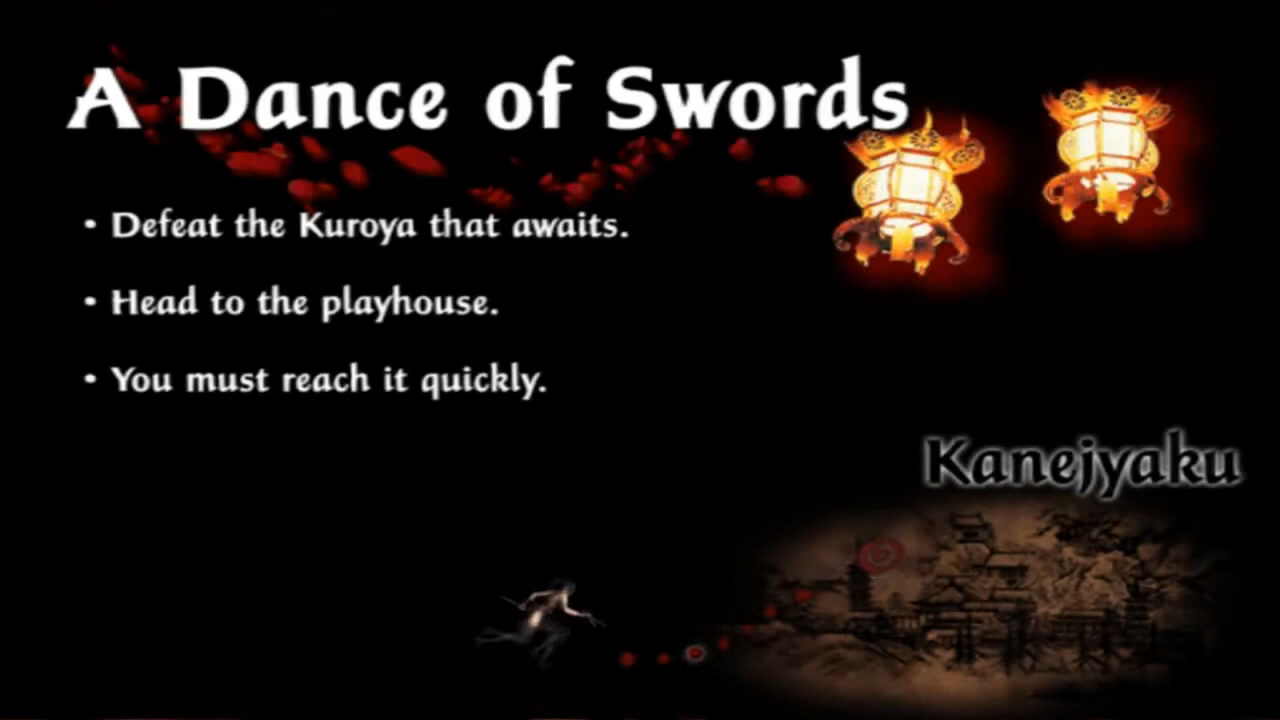 A Dance of Swords
• Defeat the Kuroya that awaits.
• Head to the playhouse.
• You must reach it quickly.
Kanejyaku